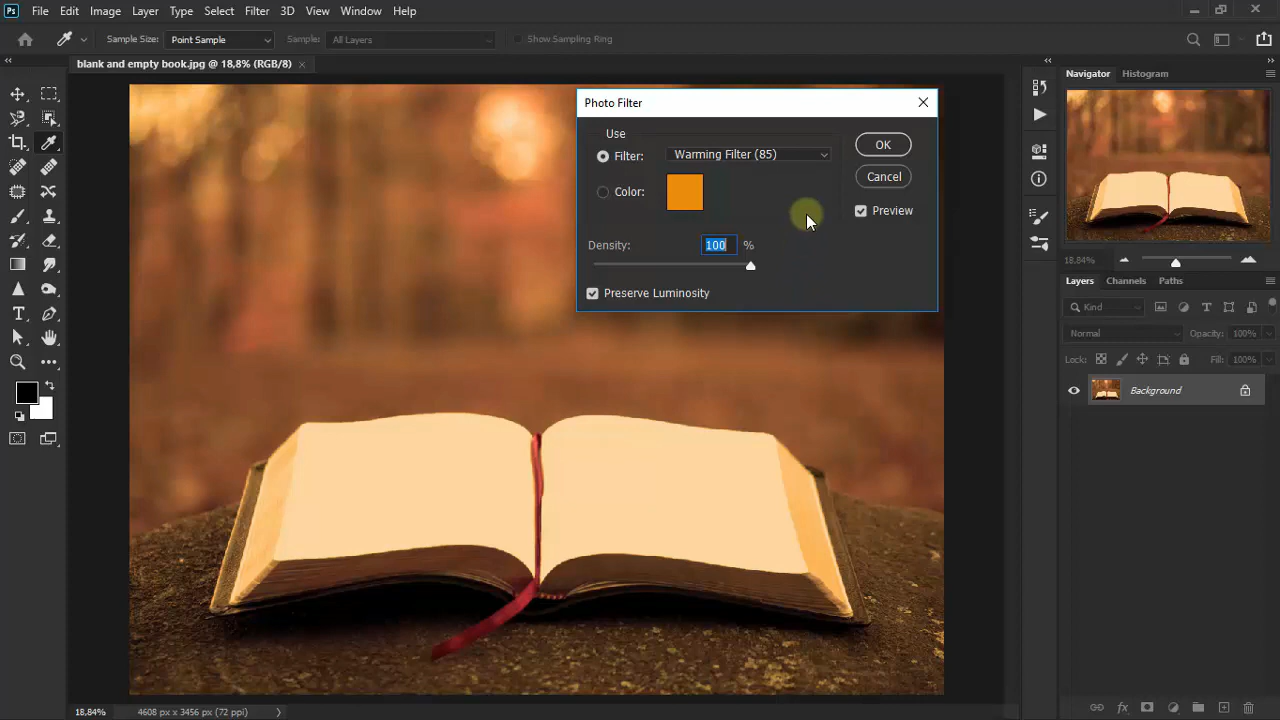 Ps File Edit Image Layer Type Select Filter 3D View Window Help
Sample Size: Point Sample Sample: All Layers Show Sampling Ring
blank and empty book.jpg @ 18,8% (RGB/8)
Photo Filter
Use
Filter: Warming Filter (85)
OK
Color:
Cancel
Preview
Density: 100 %
Preserve Luminosity
Navigator Histogram
18,84%
Layers Channels Paths
Kind
Normal Opacity: 100%
Lock: Fill: 100%
Background
18,84% 4608 px x 3456 px (72 ppi)